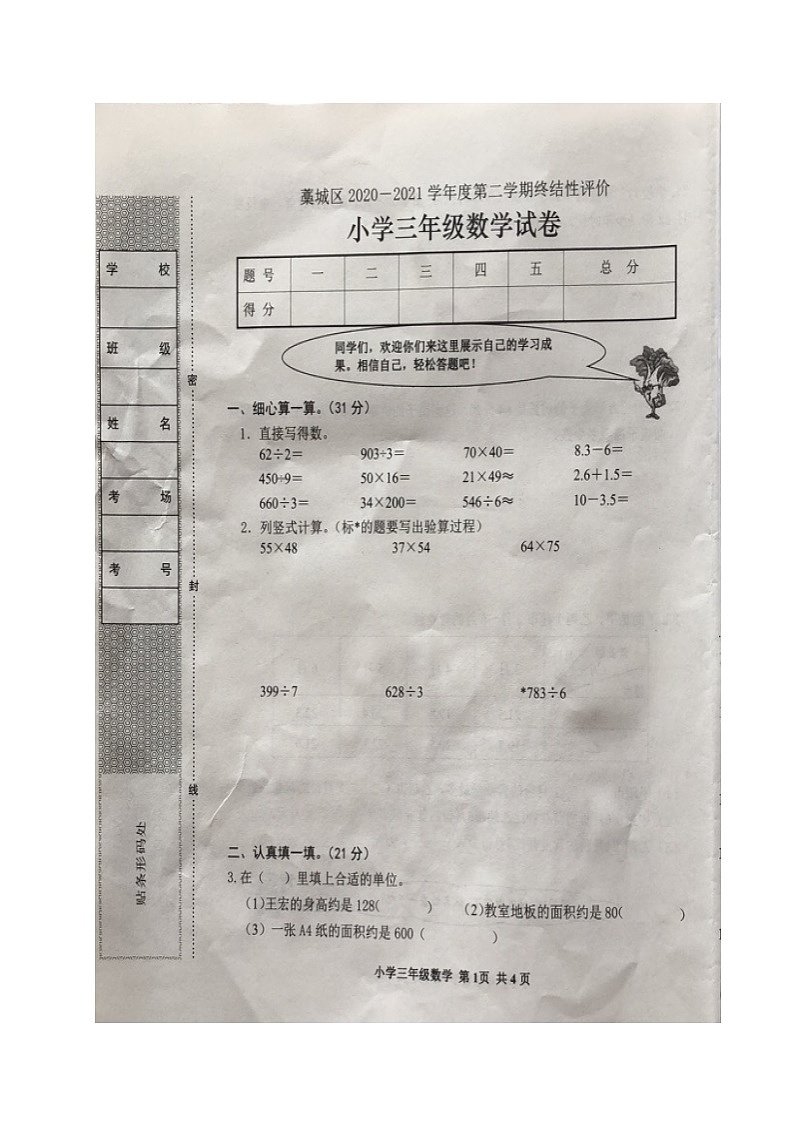 藁城区 2020－2021 学年度第二学期终结性评价
小学三年级数学试卷
题 号 一 二 三 四 五 总 分
得 分
同学们，欢迎你们来这里展示自己的学习成
果。相信自己，轻松答题吧！
一、细心算一算。（31 分）
1．直接写得数。
62÷2＝ 903÷3＝ 70×40＝ 8.3－6＝
450÷9＝ 50×16＝ 21×49≈ 2.6＋1.5＝
660÷3＝ 34×200＝ 546÷6≈ 10－3.5＝
2．列竖式计算。（标*的题要写出验算过程）
55×48 37×54 64×75
399÷7 628÷3 *783÷6
二、认真填一填。（21 分）
3.在（ ）里填上合适的单位。
(1)王宏的身高约是 128( ) (2)教室地板的面积约是 80( )
(3) 一张 A4 纸的面积约是 600 ( )
小学三年级数学 第 1页 共 4 页
学 校
班 级
姓 名
考 场
考 号
密
封
线
贴条形码处